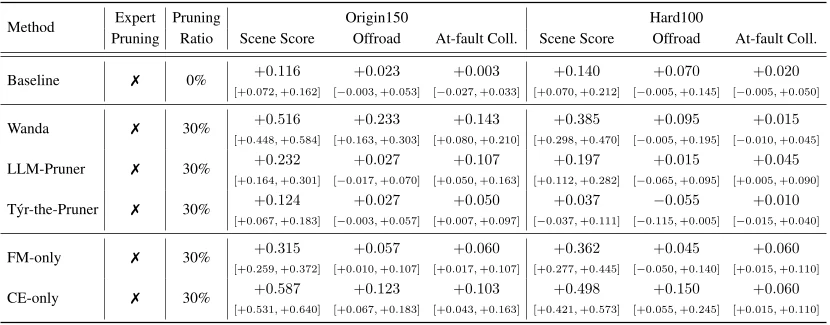 Method Expert Pruning Origin150 Hard100
Pruning Ratio Scene Score Offroad At-fault Coll. Scene Score Offroad At-fault Coll.
Baseline ✗ 0% +0.116 +0.023 +0.003 +0.140 +0.070 +0.020
[+0.072, +0.162] [−0.003, +0.053] [−0.027, +0.033] [+0.070, +0.212] [−0.005, +0.145] [−0.005, +0.050]
Wanda ✗ 30% +0.516 +0.233 +0.143 +0.385 +0.095 +0.015
[+0.448, +0.584] [+0.163, +0.303] [+0.080, +0.210] [+0.298, +0.470] [−0.005, +0.195] [−0.010, +0.045]
LLM-Pruner ✗ 30% +0.232 +0.027 +0.107 +0.197 +0.015 +0.045
[+0.164, +0.301] [−0.017, +0.070] [+0.050, +0.163] [+0.112, +0.282] [−0.065, +0.095] [+0.005, +0.090]
Týr-the-Pruner ✗ 30% +0.124 +0.027 +0.050 +0.037 −0.055 +0.010
[+0.067, +0.183] [−0.003, +0.057] [+0.007, +0.097] [−0.037, +0.111] [−0.115, +0.005] [−0.015, +0.040]
FM-only ✗ 30% +0.315 +0.057 +0.060 +0.362 +0.045 +0.060
[+0.259, +0.372] [+0.010, +0.107] [+0.017, +0.107] [+0.277, +0.445] [−0.050, +0.140] [+0.015, +0.110]
CE-only ✗ 30% +0.587 +0.123 +0.103 +0.498 +0.150 +0.060
[+0.531, +0.640] [+0.067, +0.183] [+0.043, +0.163] [+0.421, +0.573] [+0.055, +0.245] [+0.015, +0.110]